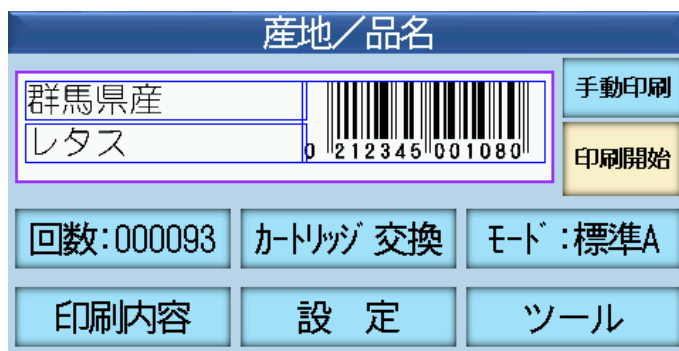 産地／品名
群馬県産
レタス
0 212345 001080
手動印刷
印刷開始
回数:000093
ｶｰﾄﾘｯｼﾞ 交換
ﾓｰﾄﾞ:標準A
印刷内容
設 定
ツール